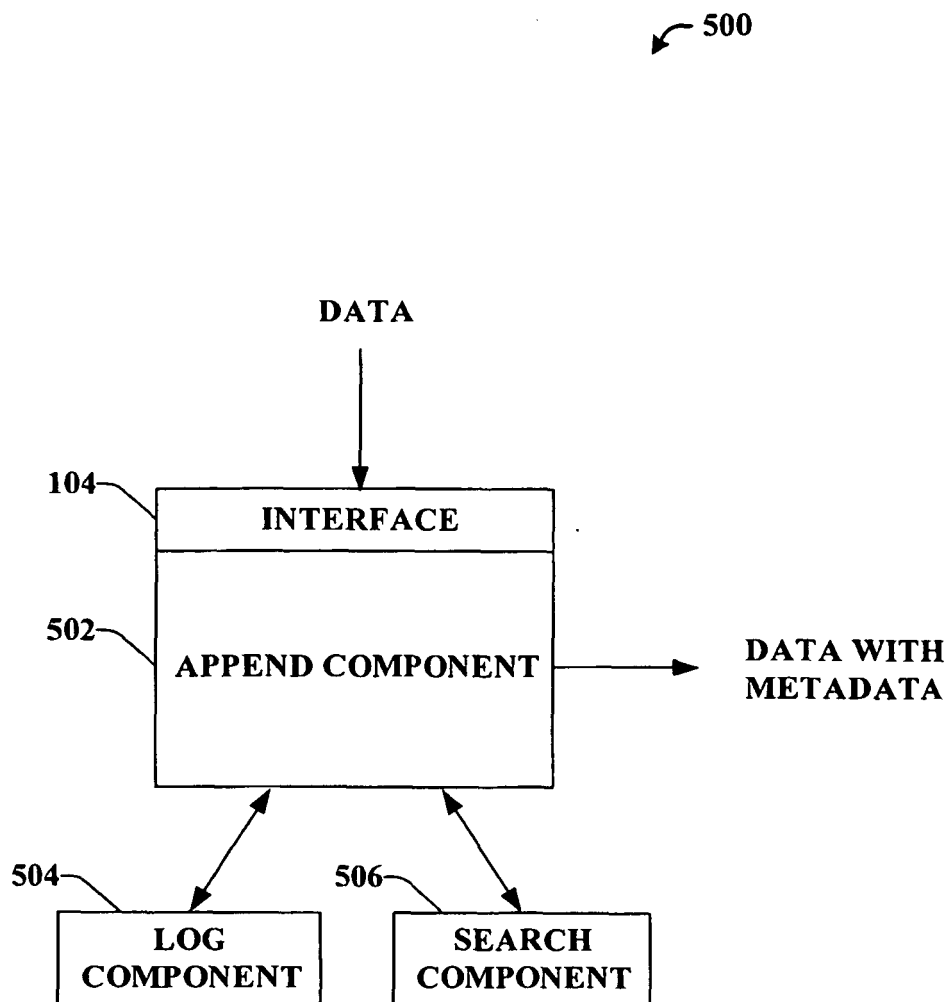 500
DATA
104
INTERFACE
502
APPEND COMPONENT
DATA WITH
METADATA
504
506
LOG
COMPONENT
SEARCH
COMPONENT